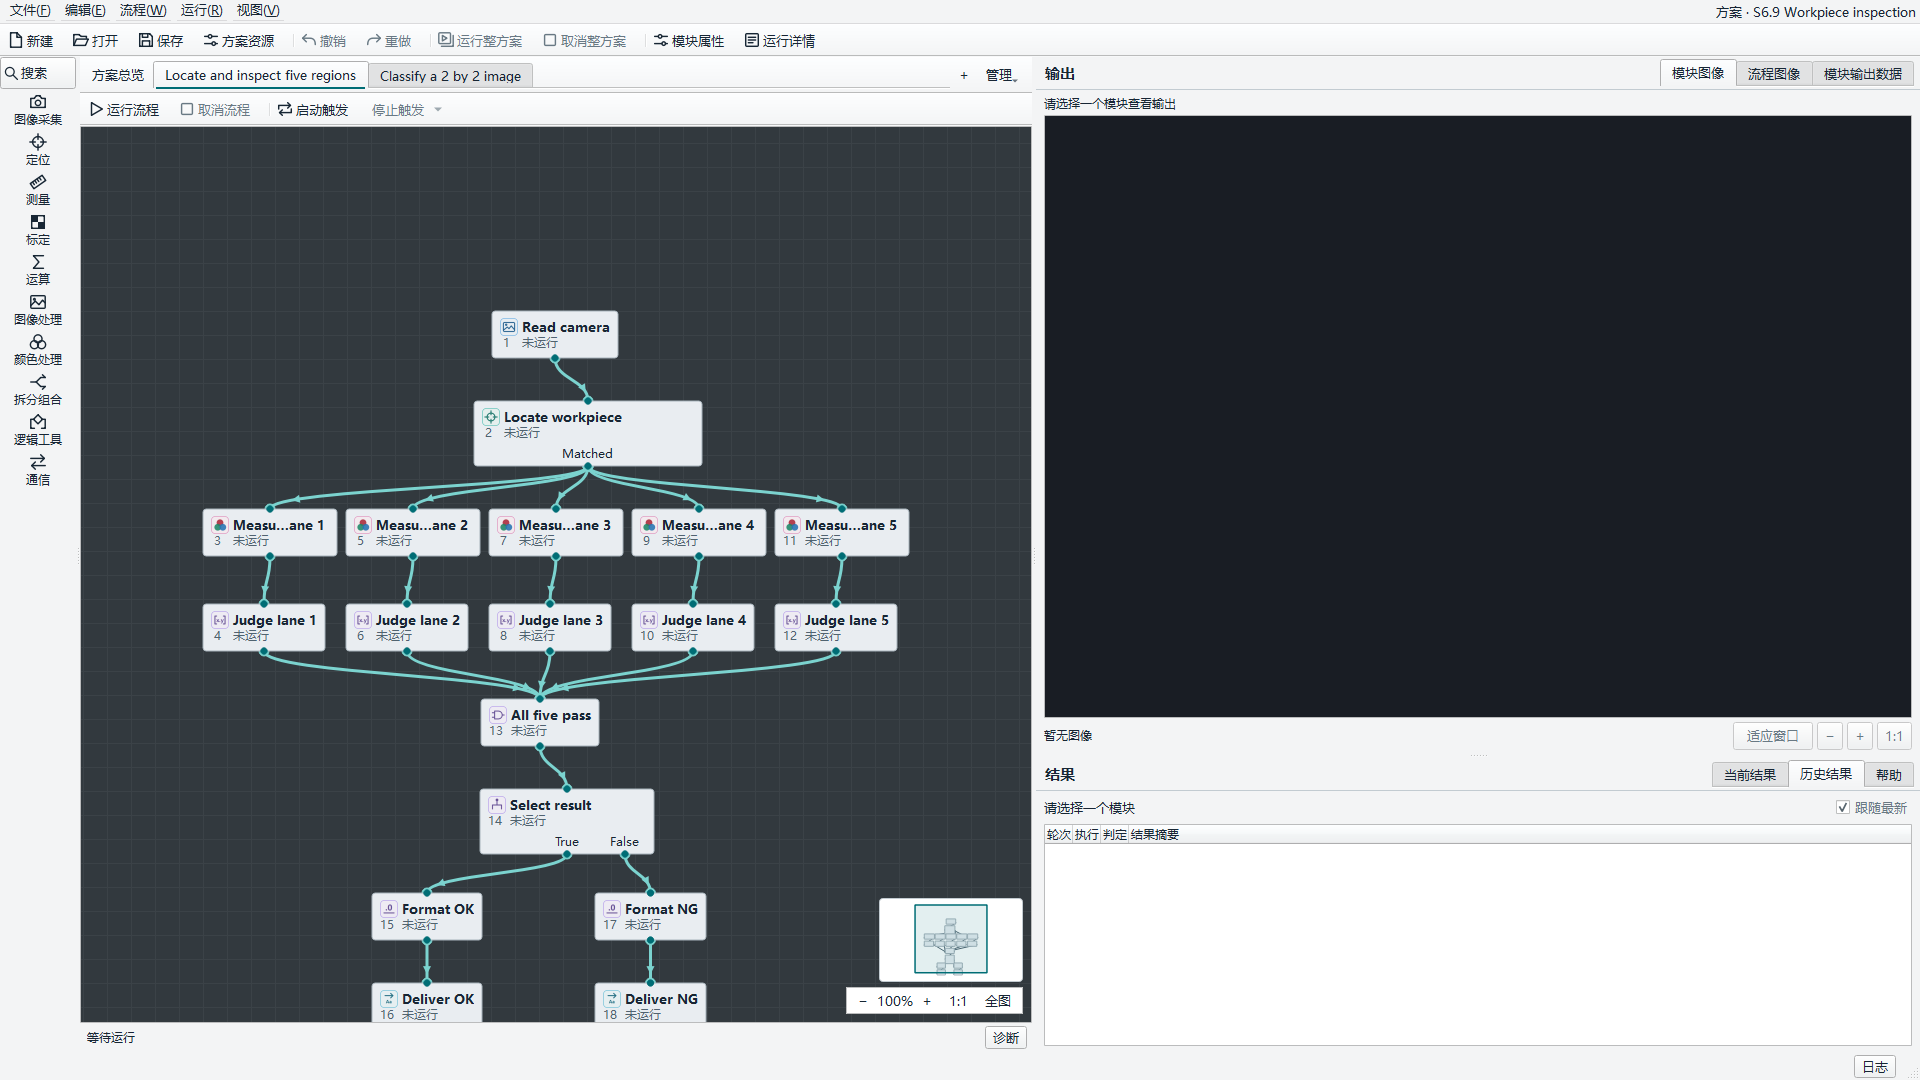 文件(F) 编辑(E) 流程(W) 运行(R) 视图(V)
方案 · S6.9 Workpiece inspection
新建 打开 保存 方案资源 撤销 重做 运行整方案 取消整方案 模块属性 运行详情
搜索
图像采集
定位
测量
标定
运算
图像处理
颜色处理
拆分组合
逻辑工具
通信
方案总览 Locate and inspect five regions Classify a 2 by 2 image + 管理
运行流程 取消流程 启动触发 停止触发
Read camera
1 未运行
Locate workpiece
2 未运行
Matched
Measu...ane 1 Measu...ane 2 Measu...ane 3 Measu...ane 4 Measu...ane 5
3 未运行 5 未运行 7 未运行 9 未运行 11 未运行
Judge lane 1 Judge lane 2 Judge lane 3 Judge lane 4 Judge lane 5
4 未运行 6 未运行 8 未运行 10 未运行 12 未运行
All five pass
13 未运行
Select result
14 未运行
True False
Format OK Format NG
15 未运行 17 未运行
Deliver OK Deliver NG
16 未运行 18 未运行
− 100% + 1:1 全图
等待运行 诊断
输出 模块图像 流程图像 模块输出数据
请选择一个模块查看输出
暂无图像 适应窗口 − + 1:1
结果 当前结果 历史结果 帮助
请选择一个模块 跟随最新
轮次 执行 判定 结果摘要
日志